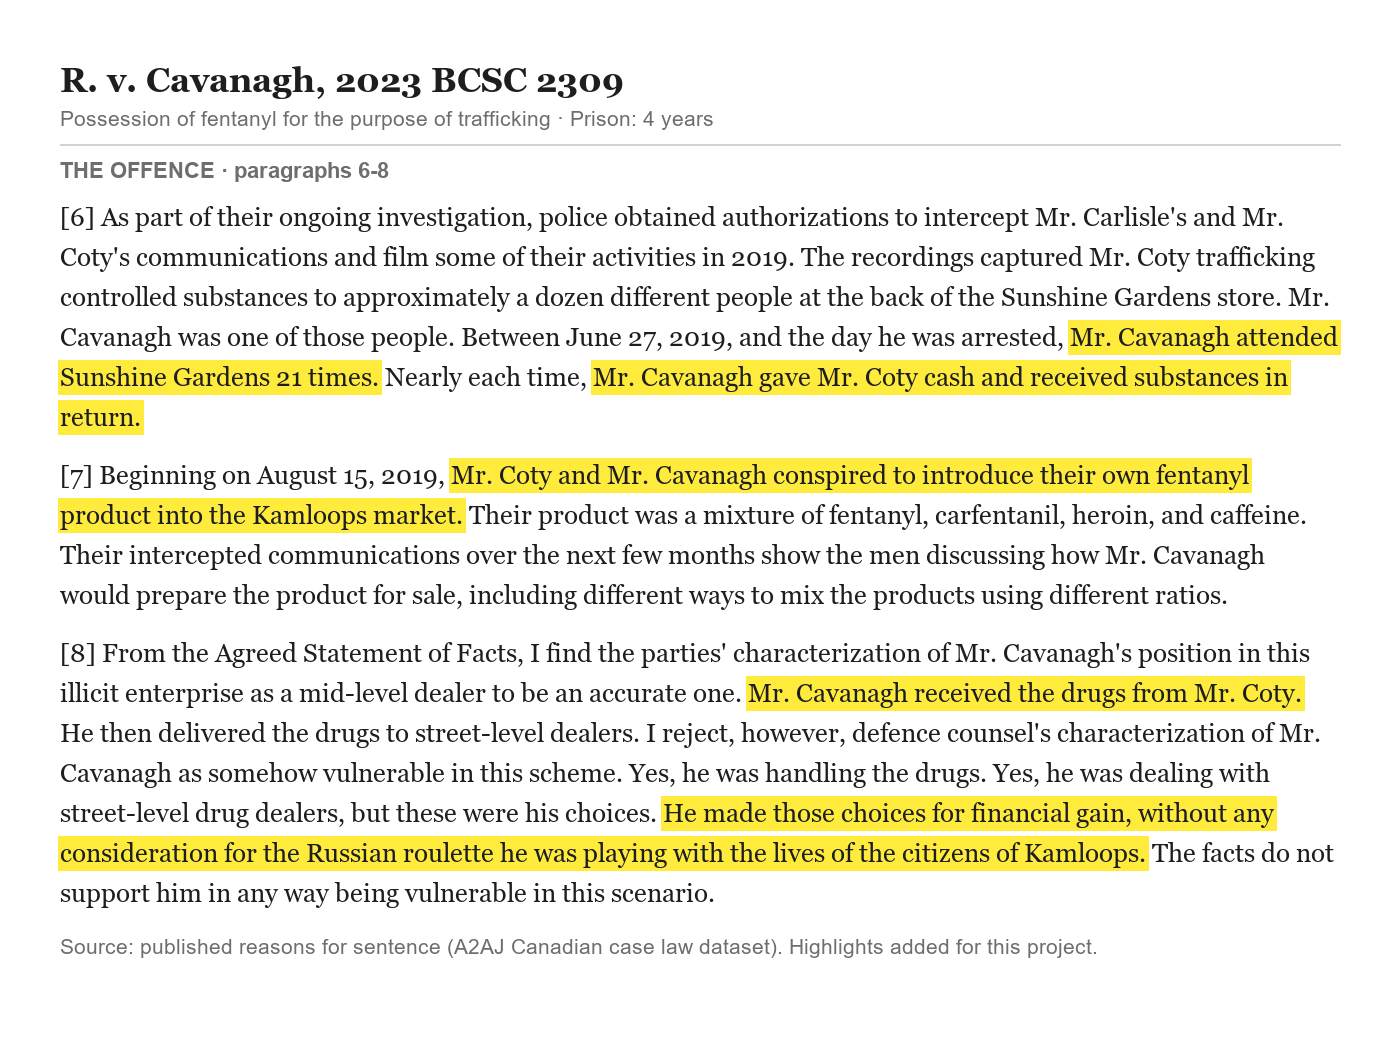 R. v. Cavanagh, 2023 BCSC 2309
Possession of fentanyl for the purpose of trafficking · Prison: 4 years
THE OFFENCE · paragraphs 6-8
[6] As part of their ongoing investigation, police obtained authorizations to intercept Mr. Carlisle's and Mr.
Coty's communications and film some of their activities in 2019. The recordings captured Mr. Coty trafficking
controlled substances to approximately a dozen different people at the back of the Sunshine Gardens store. Mr.
Cavanagh was one of those people. Between June 27, 2019, and the day he was arrested, Mr. Cavanagh attended
Sunshine Gardens 21 times. Nearly each time, Mr. Cavanagh gave Mr. Coty cash and received substances in
return.
[7] Beginning on August 15, 2019, Mr. Coty and Mr. Cavanagh conspired to introduce their own fentanyl
product into the Kamloops market. Their product was a mixture of fentanyl, carfentanil, heroin, and caffeine.
Their intercepted communications over the next few months show the men discussing how Mr. Cavanagh
would prepare the product for sale, including different ways to mix the products using different ratios.
[8] From the Agreed Statement of Facts, I find the parties' characterization of Mr. Cavanagh's position in this
illicit enterprise as a mid-level dealer to be an accurate one. Mr. Cavanagh received the drugs from Mr. Coty.
He then delivered the drugs to street-level dealers. I reject, however, defence counsel's characterization of Mr.
Cavanagh as somehow vulnerable in this scheme. Yes, he was handling the drugs. Yes, he was dealing with
street-level drug dealers, but these were his choices. He made those choices for financial gain, without any
consideration for the Russian roulette he was playing with the lives of the citizens of Kamloops. The facts do not
support him in any way being vulnerable in this scenario.
Source: published reasons for sentence (A2AJ Canadian case law dataset). Highlights added for this project.